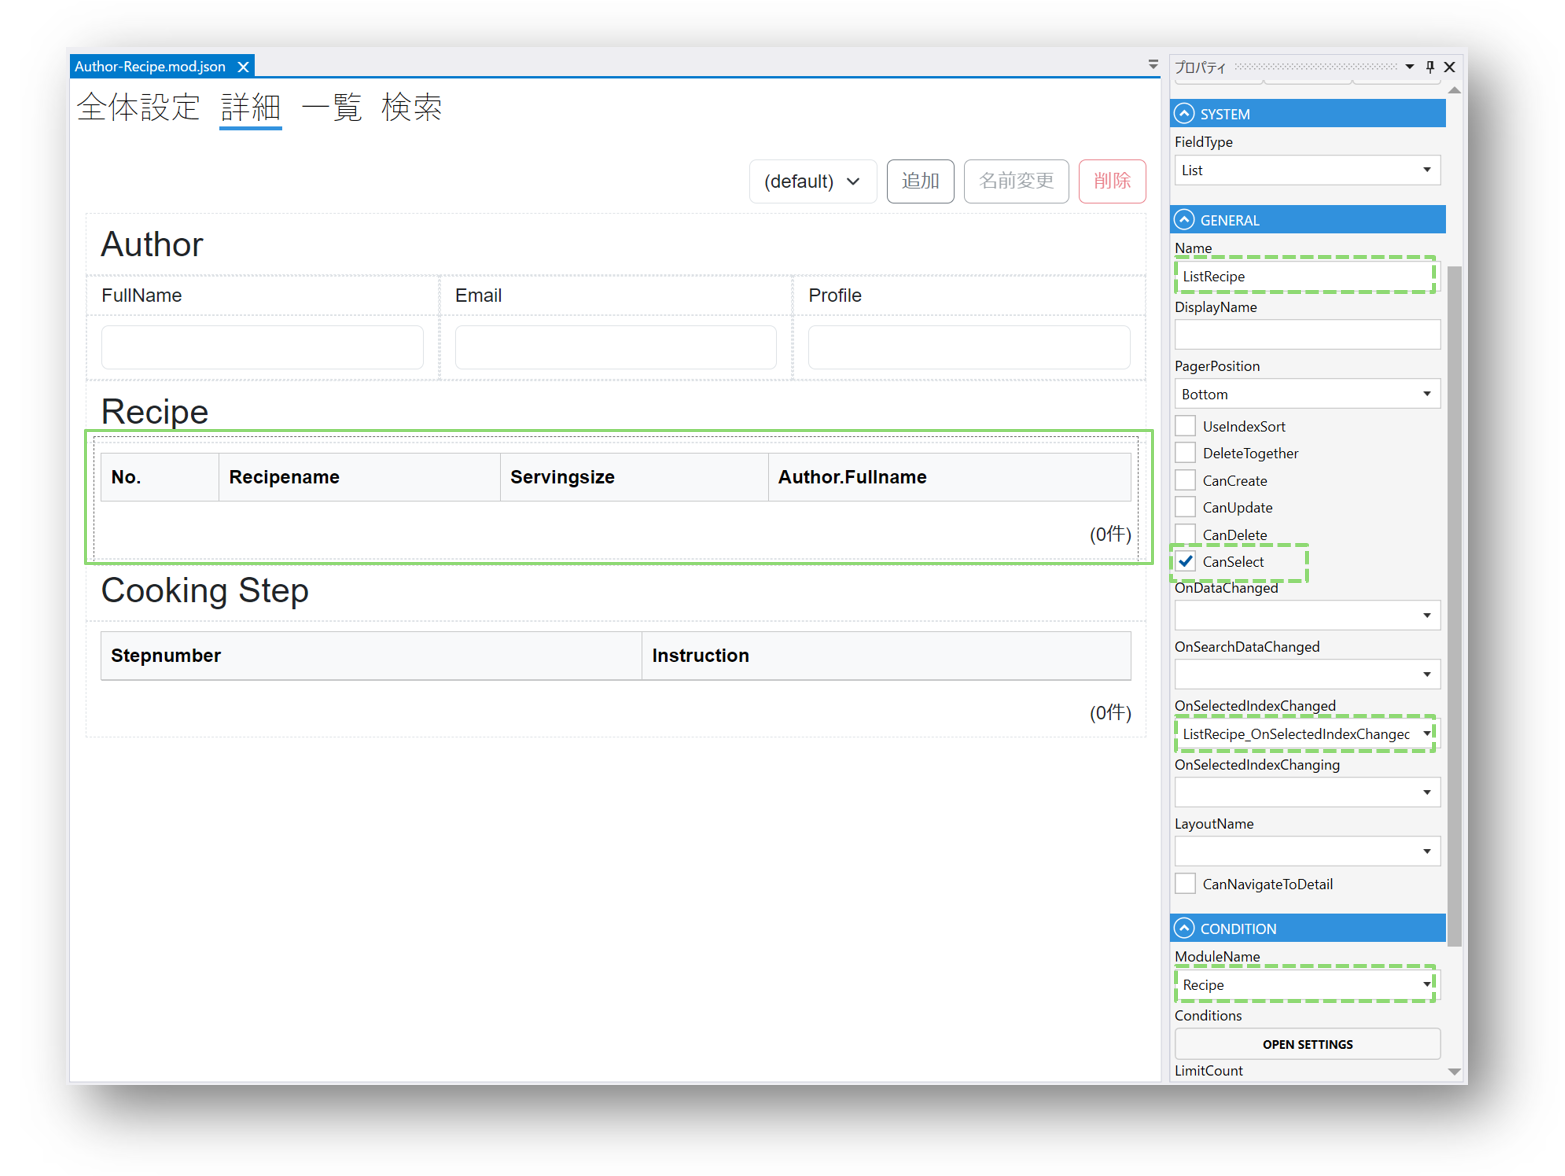 Author-Recipe.mod.json
全体設定 詳細 一覧 検索
(default) 追加 名前変更 削除
Author
FullName Email Profile
Recipe
No. Recipename Servingsize Author.Fullname
(0件)
Cooking Step
Stepnumber Instruction
(0件)
プロパティ
SYSTEM
FieldType
List
GENERAL
Name
ListRecipe
DisplayName
PagerPosition
Bottom
UseIndexSort
DeleteTogether
CanCreate
CanUpdate
CanDelete
CanSelect
OnDataChanged
OnSearchDataChanged
OnSelectedIndexChanged
ListRecipe_OnSelectedIndexChanged
OnSelectedIndexChanging
LayoutName
CanNavigateToDetail
CONDITION
ModuleName
Recipe
Conditions
OPEN SETTINGS
LimitCount